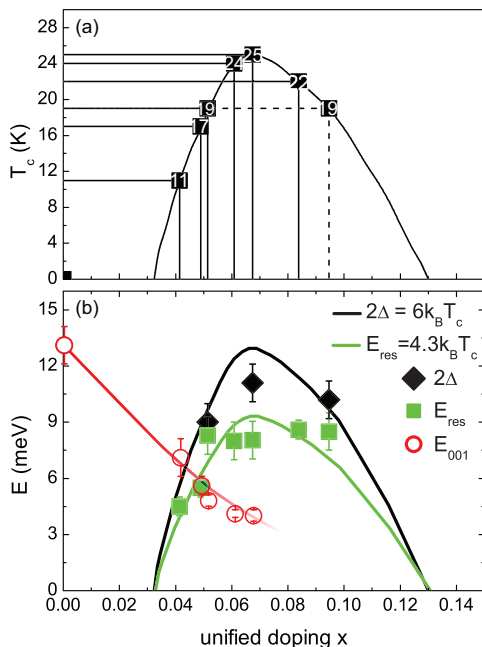 (a)
28
24
20
16
12
8
4
0
T_c (K)
25
24
22
19
19
17
11
(b)
15
12
9
6
3
0
E (meV)
2Δ = 6k_BT_c
E_res=4.3k_BT_c
2Δ
E_res
E_001
0.00 0.02 0.04 0.06 0.08 0.10 0.12 0.14
unified doping x